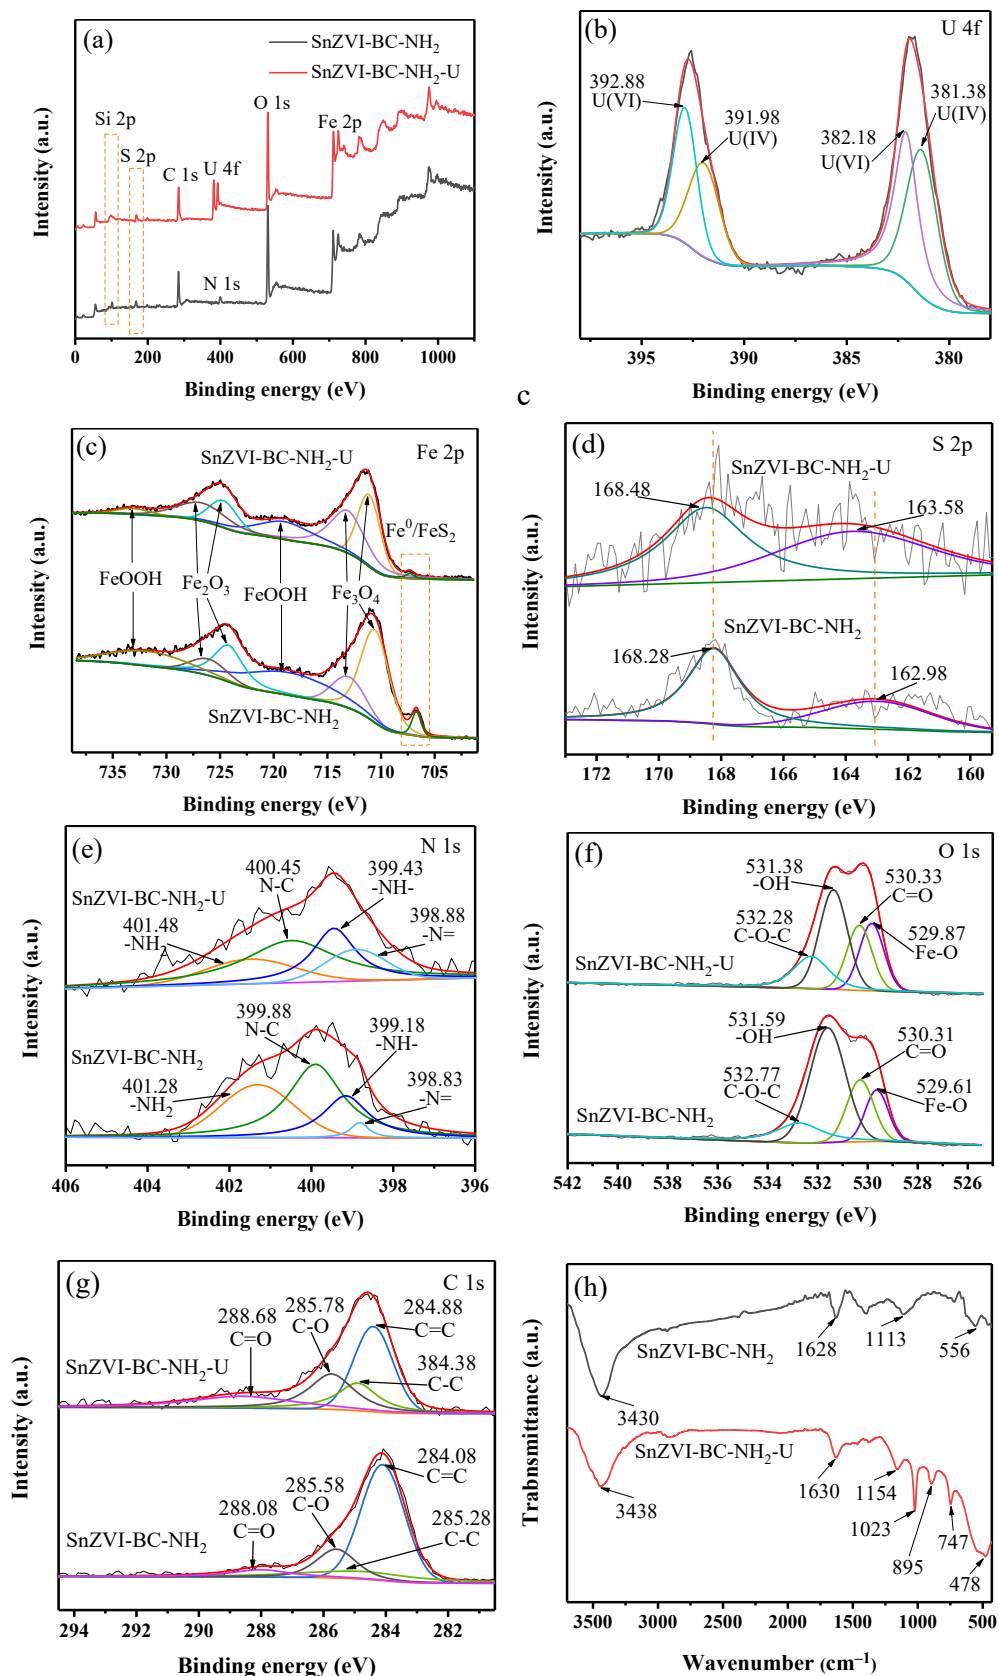 (a)
SnZVI-BC-NH2
SnZVI-BC-NH2-U
Si 2p
S 2p
C 1s
U 4f
O 1s
Fe 2p
N 1s
Intensity (a.u.)
0 200 400 600 800 1000
Binding energy (eV)
(b)
U 4f
392.88
U(VI)
391.98
U(IV)
382.18
U(VI)
381.38
U(IV)
Intensity (a.u.)
395 390 385 380
Binding energy (eV)
c
(c)
Fe 2p
SnZVI-BC-NH2-U
Fe0/FeS2
FeOOH
Fe2O3
FeOOH
Fe3O4
SnZVI-BC-NH2
Intensity (a.u.)
735 730 725 720 715 710 705
Binding energy (eV)
(d)
S 2p
SnZVI-BC-NH2-U
168.48
163.58
SnZVI-BC-NH2
168.28
162.98
Intensity (a.u.)
172 170 168 166 164 162 160
Binding energy (eV)
(e)
N 1s
SnZVI-BC-NH2-U
401.48
-NH2
400.45
N-C
399.43
-NH-
398.88
-N=
SnZVI-BC-NH2
401.28
-NH2
399.88
N-C
399.18
-NH-
398.83
-N=
Intensity (a.u.)
406 404 402 400 398 396
Binding energy (eV)
(f)
O 1s
531.38
-OH
532.28
C-O-C
530.33
C=O
529.87
Fe-O
SnZVI-BC-NH2-U
531.59
-OH
532.77
C-O-C
530.31
C=O
529.61
Fe-O
SnZVI-BC-NH2
Intensity (a.u.)
542 540 538 536 534 532 530 528 526
Binding energy (eV)
(g)
C 1s
288.68
C=O
285.78
C-O
284.88
C=C
384.38
C-C
SnZVI-BC-NH2-U
288.08
C=O
285.58
C-O
284.08
C=C
285.28
C-C
SnZVI-BC-NH2
Intensity (a.u.)
294 292 290 288 286 284 282
Binding energy (eV)
(h)
SnZVI-BC-NH2
3430
1628
1113
556
SnZVI-BC-NH2-U
3438
1630
1154
1023
895
747
478
Trabnsmittance (a.u.)
3500 3000 2500 2000 1500 1000 500
Wavenumber (cm−1)